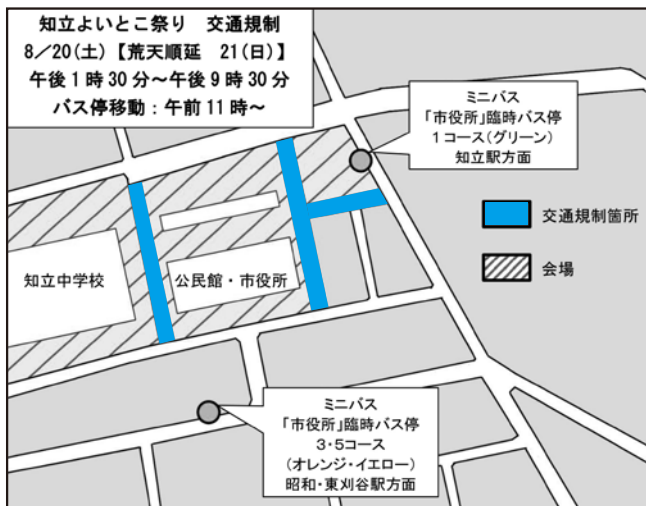 知立よいとこ祭り　交通規制
8/20(土)【荒天順延　21(日)】
午後1時30分～午後9時30分
バス停移動：午前11時～
ミニバス
「市役所」臨時バス停
1コース(グリーン)
知立駅方面
交通規制箇所
会場
知立中学校
公民館・市役所
ミニバス
「市役所」臨時バス停
3・5コース
(オレンジ・イエロー)
昭和・東刈谷駅方面